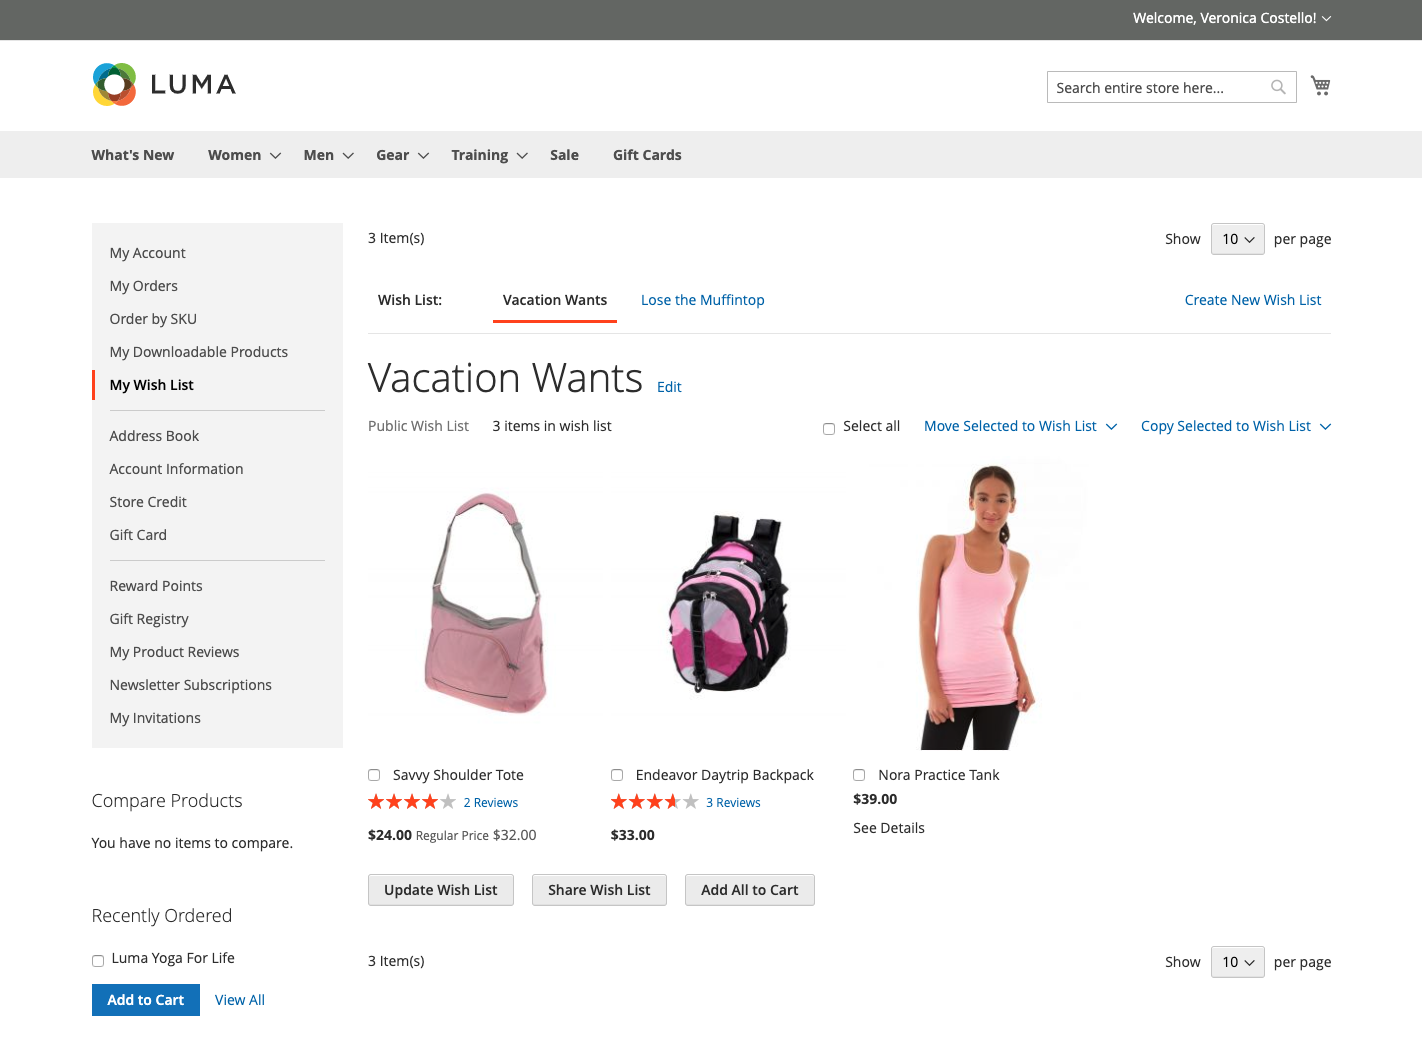 Welcome, Veronica Costello!
LUMA
Search entire store here...
What's New Women Men Gear Training Sale Gift Cards
My Account
My Orders
Order by SKU
My Downloadable Products
My Wish List
Address Book
Account Information
Store Credit
Gift Card
Reward Points
Gift Registry
My Product Reviews
Newsletter Subscriptions
My Invitations
Compare Products
You have no items to compare.
Recently Ordered
Luma Yoga For Life
Add to Cart View All
3 Item(s) Show 10 per page
Wish List: Vacation Wants Lose the Muffintop Create New Wish List
Vacation Wants Edit
Public Wish List 3 items in wish list Select all Move Selected to Wish List Copy Selected to Wish List
Savvy Shoulder Tote
2 Reviews
$24.00 Regular Price $32.00
Endeavor Daytrip Backpack
3 Reviews
$33.00
Nora Practice Tank
$39.00
See Details
Update Wish List Share Wish List Add All to Cart
3 Item(s) Show 10 per page